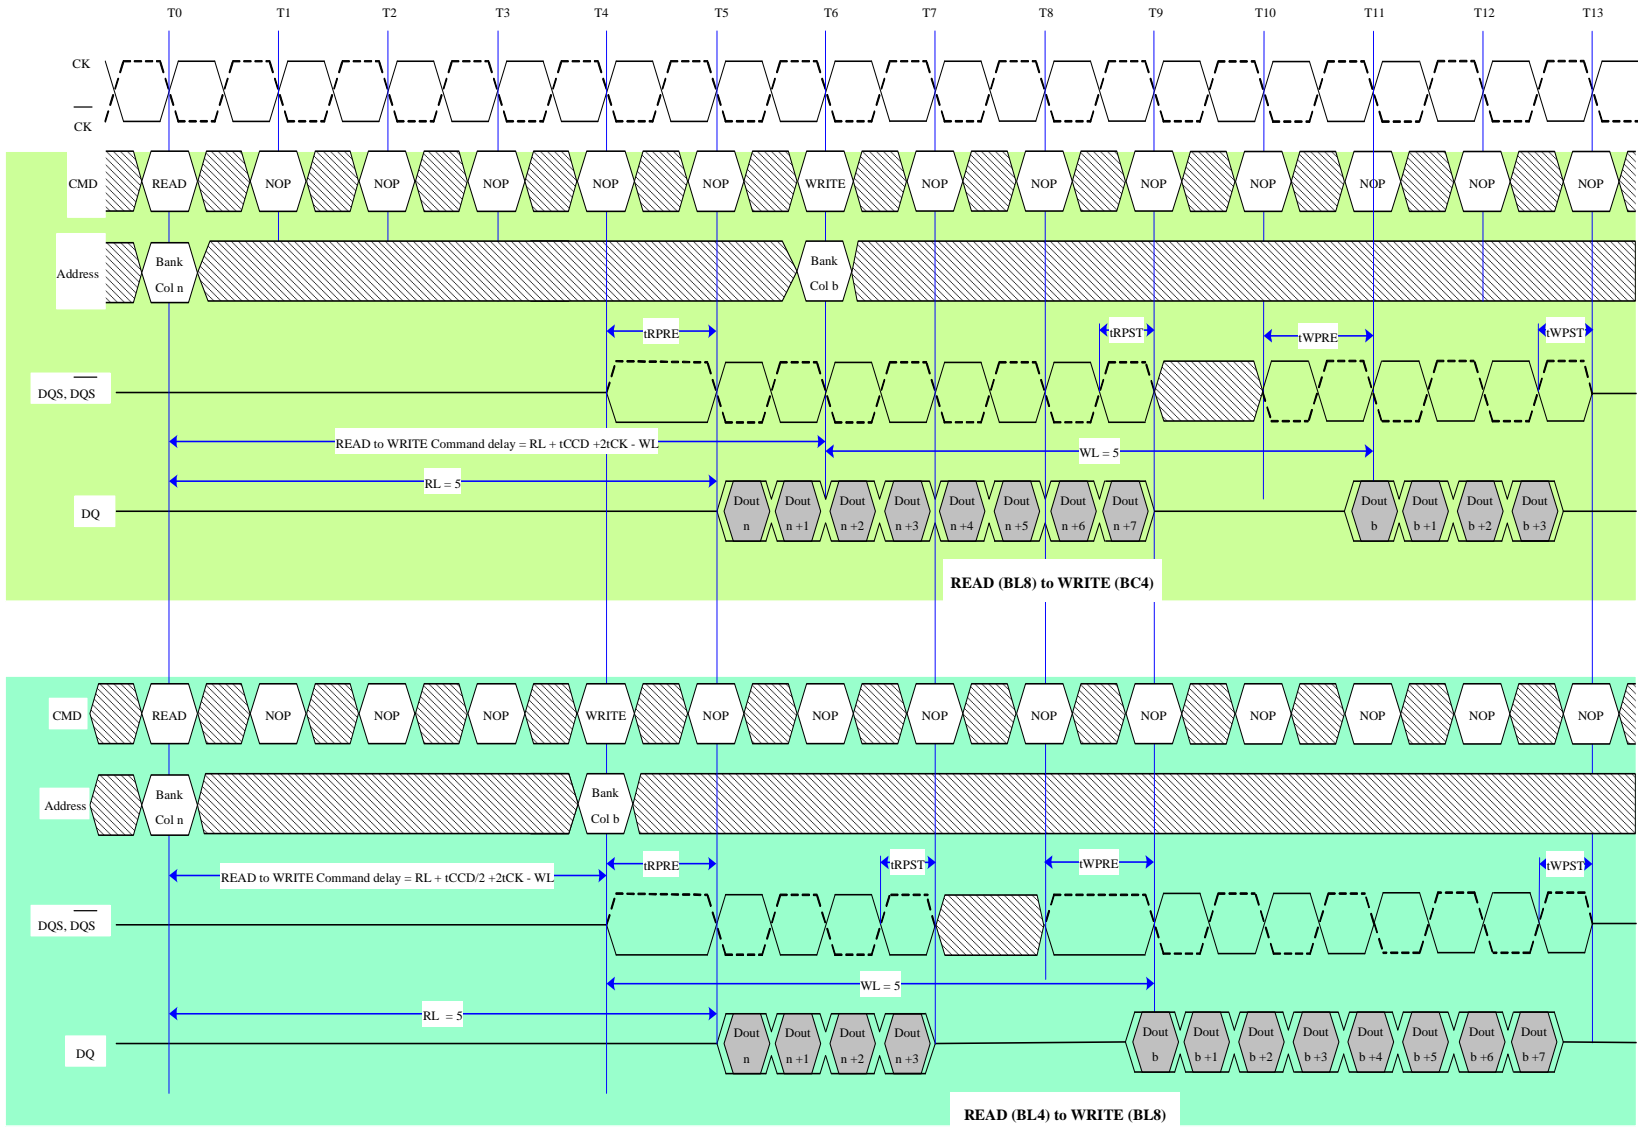 T0 T1 T2 T3 T4 T5 T6 T7 T8 T9 T10 T11 T12 T13
CK
CK
CMD READ NOP NOP NOP NOP NOP WRITE NOP NOP NOP NOP NOP NOP NOP
Bank Bank
Address
Col n Col b
tRPRE tRPST tWPRE tWPST
DQS, DQS
READ to WRITE Command delay = RL + tCCD +2tCK - WL
WL = 5
RL = 5
Dout Dout Dout Dout Dout Dout Dout Dout Dout Dout Dout Dout
DQ
n n +1 n +2 n +3 n +4 n +5 n +6 n +7 b b +1 b +2 b +3
READ (BL8) to WRITE (BC4)
CMD READ NOP NOP NOP WRITE NOP NOP NOP NOP NOP NOP NOP NOP NOP
Bank Bank
Address
Col n Col b
tRPRE tRPST tWPRE tWPST
READ to WRITE Command delay = RL + tCCD/2 +2tCK - WL
DQS, DQS
WL = 5
RL = 5
Dout Dout Dout Dout Dout Dout Dout Dout Dout Dout Dout Dout
DQ
n n +1 n +2 n +3 b b +1 b +2 b +3 b +4 b +5 b +6 b +7
READ (BL4) to WRITE (BL8)